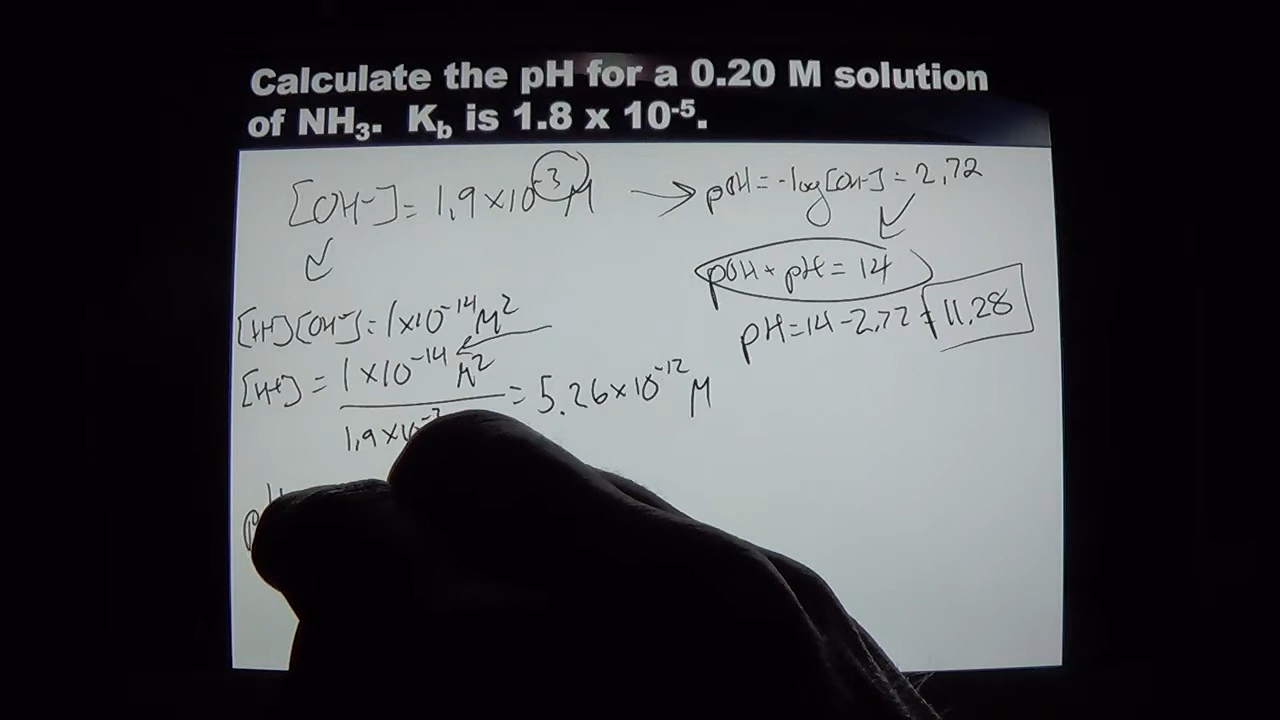 Calculate the pH for a 0.20 M solution
of NH₃. K_b is 1.8 x 10⁻⁵.
[OH⁻] = 1.9×10⁻³ M → pOH = -log[OH-] = 2.72
pOH + pH = 14
pH = 14 - 2.72 = 11.28
[H+][OH⁻] = 1×10⁻¹⁴ M²
[H+] = 1×10⁻¹⁴ M² = 5.26×10⁻¹² M
1.9×10